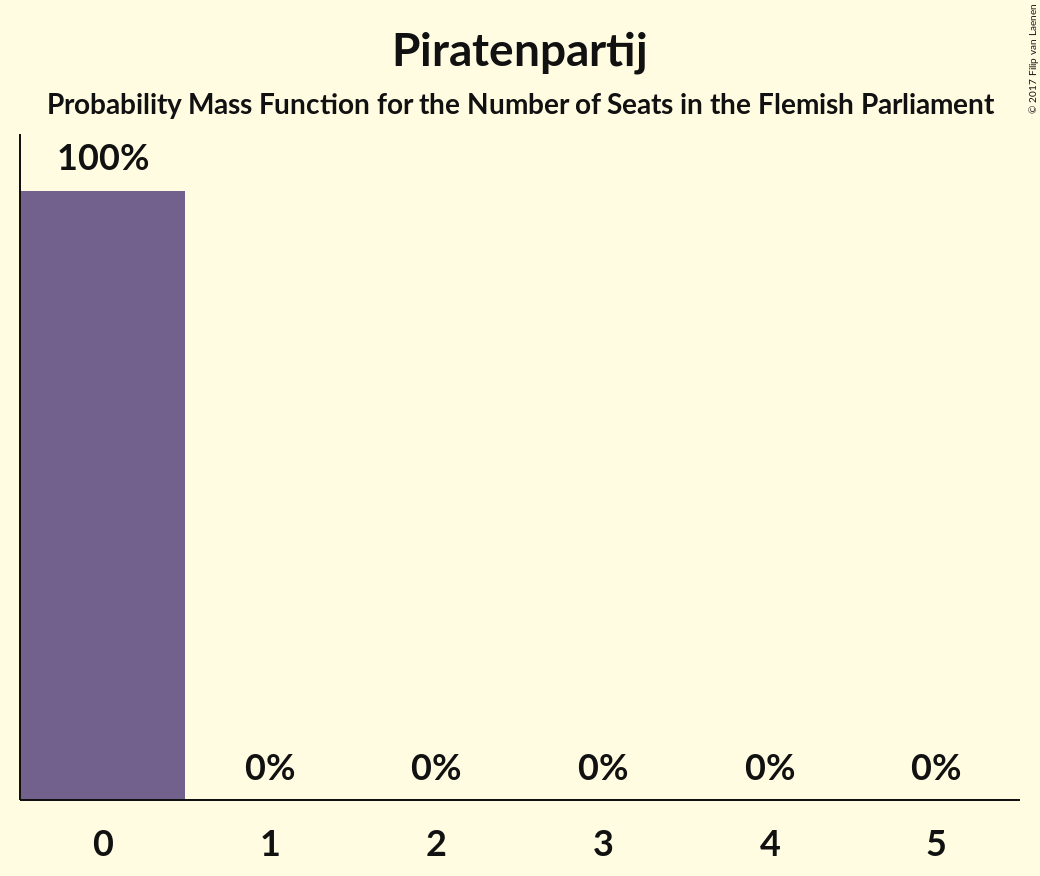 Piratenpartij
Probability Mass Function for the Number of Seats in the Flemish Parliament
© 2017 Filip van Laenen
100%
0% 0% 0% 0% 0%
0 1 2 3 4 5